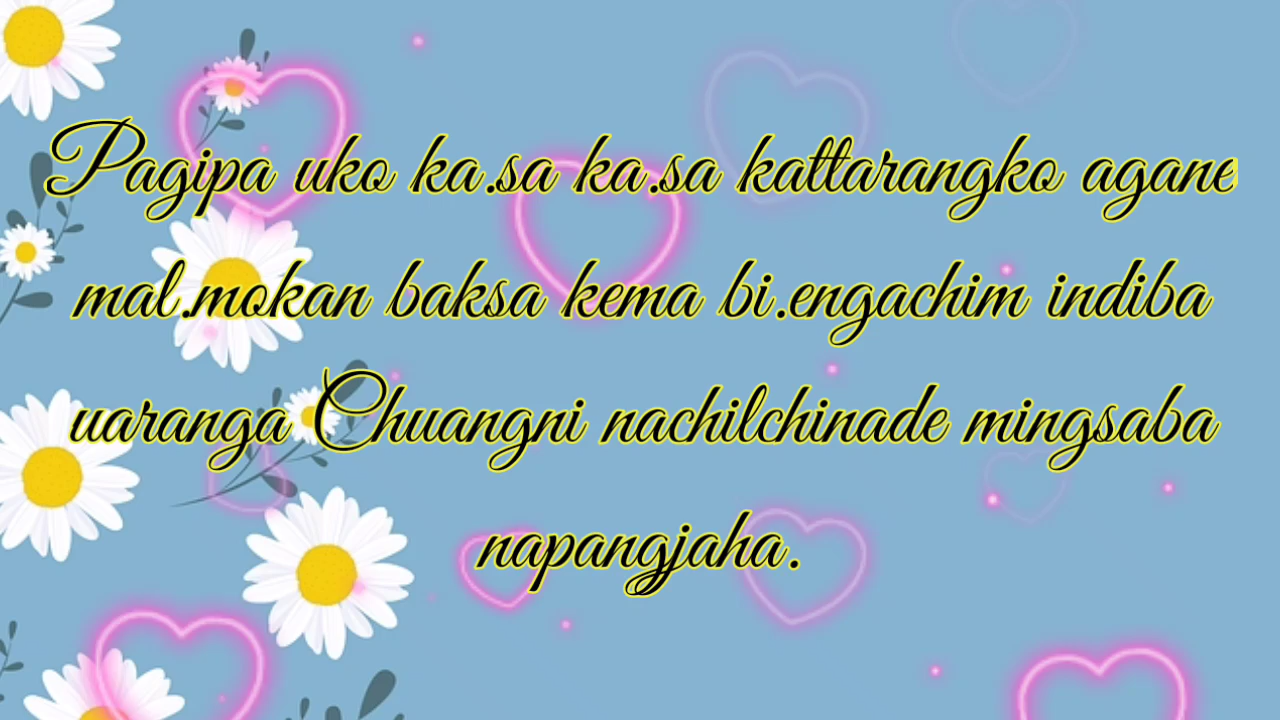 Pagipa uko ka.sa ka.sa kattarangko agane
mal.mokan baksa kema bi.engachim indiba
uaranga Chuangni nachilchinade mingsaba
napangjaha.